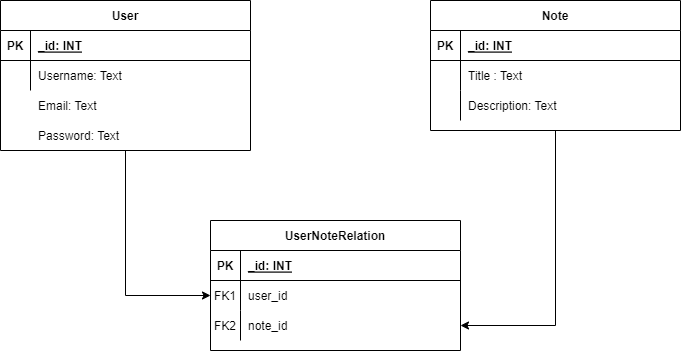 User
PK _id: INT
Username: Text
Email: Text
Password: Text
Note
PK _id: INT
Title : Text
Description: Text
UserNoteRelation
PK _id: INT
FK1 user_id
FK2 note_id